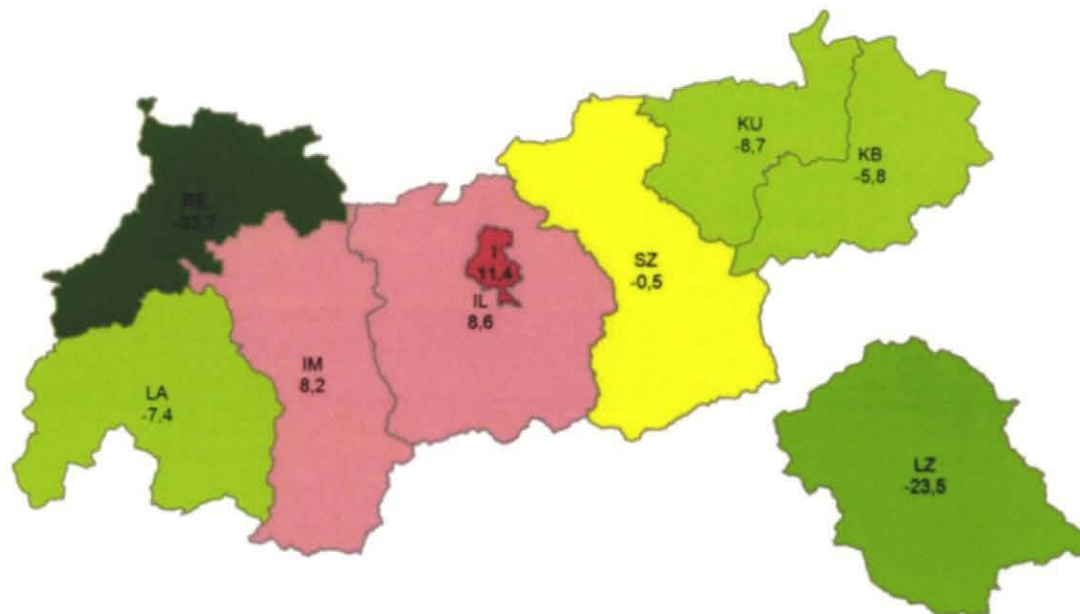 KU
-8,7
KB
-5,8
RE
-33,7
SZ
-0,5
I
11,4
IL
8,6
IM
8,2
LA
-7,4
LZ
-23,5